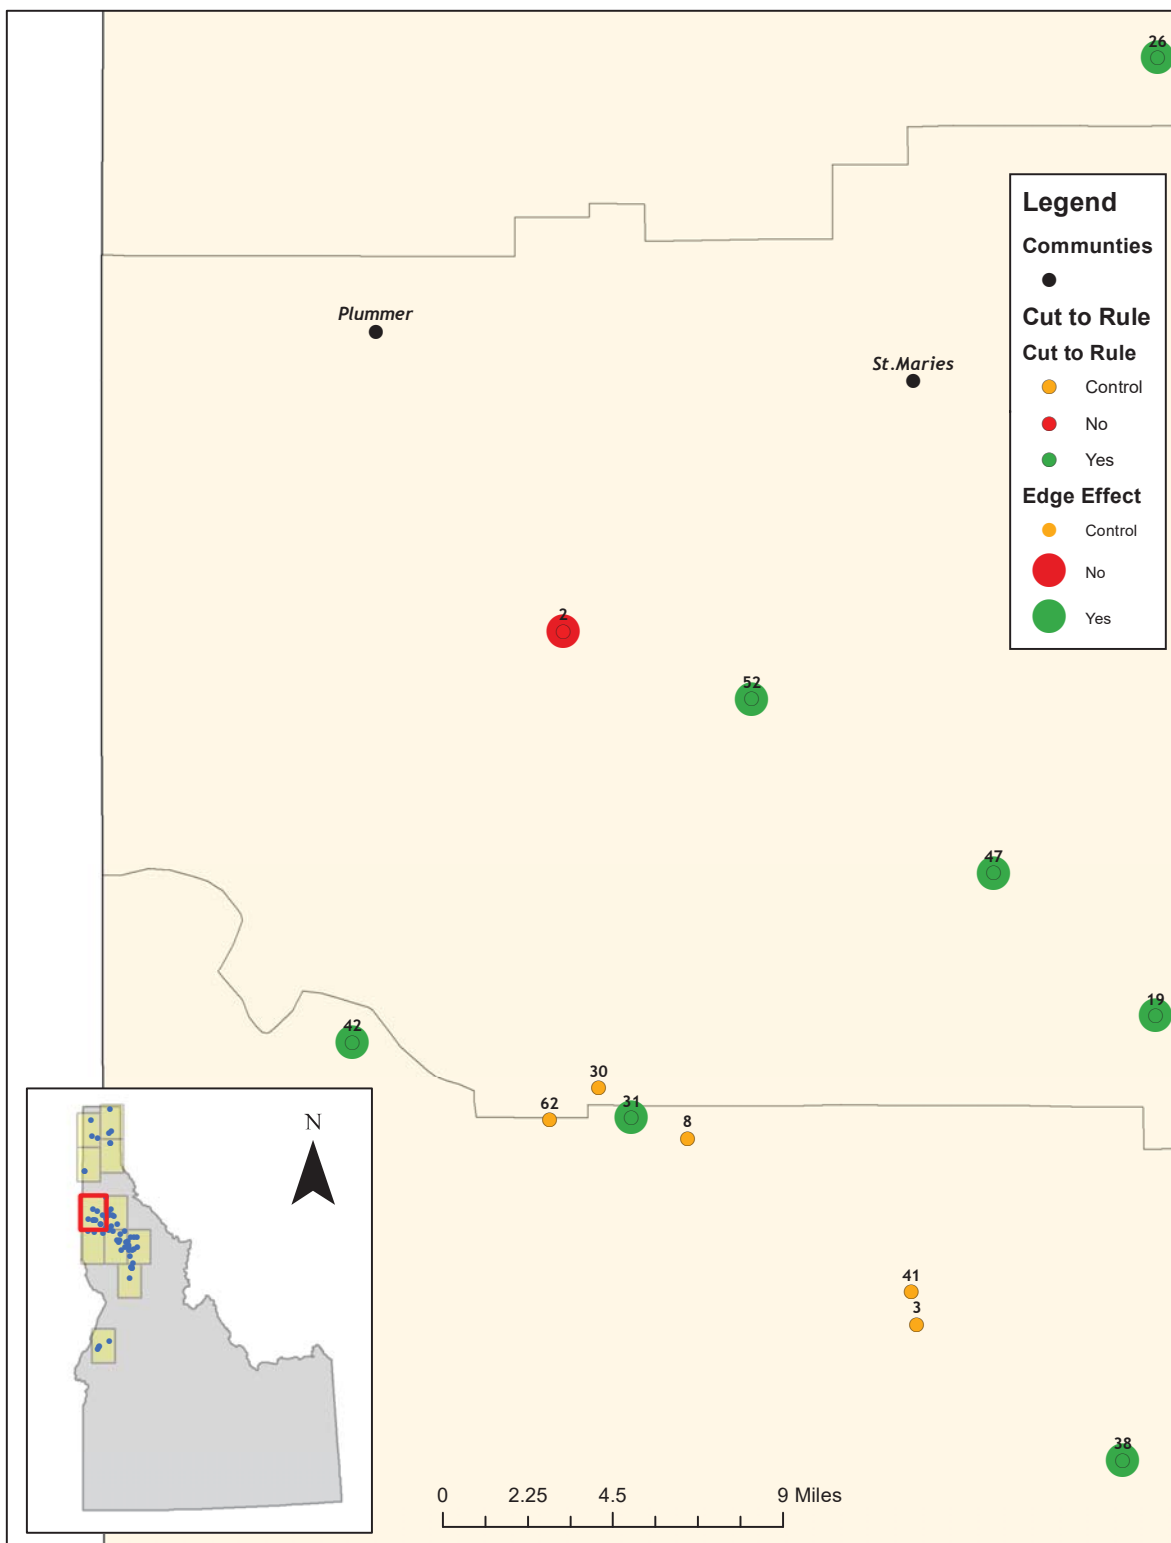 26
Legend
Communties
Cut to Rule
Cut to Rule
Control
No
Yes
Edge Effect
Control
No
Yes
Plummer
St.Maries
2
52
47
19
42
30
62
31
8
41
3
38
N
0 2.25 4.5 9 Miles